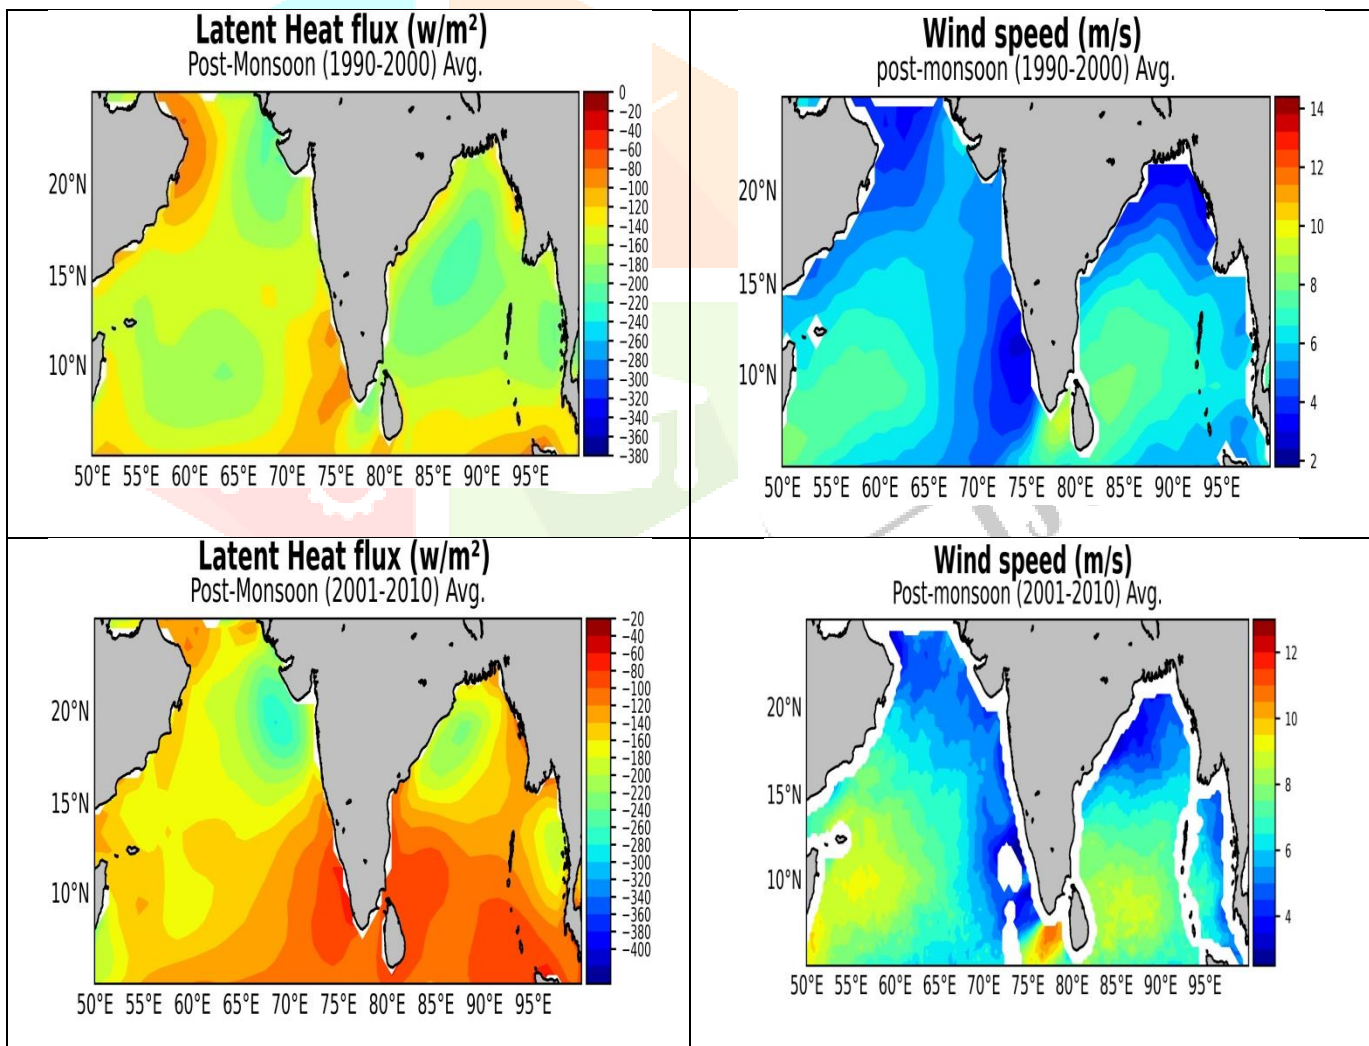 Latent Heat flux (w/m²)
Post-Monsoon (1990-2000) Avg.
20°N
15°N
10°N
50°E 55°E 60°E 65°E 70°E 75°E 80°E 85°E 90°E 95°E
0
−20
−40
−60
−80
−100
−120
−140
−160
−180
−200
−220
−240
−260
−280
−300
−320
−340
−360
−380
Wind speed (m/s)
post-monsoon (1990-2000) Avg.
20°N
15°N
10°N
50°E 55°E 60°E 65°E 70°E 75°E 80°E 85°E 90°E 95°E
14
12
10
8
6
4
2
Latent Heat flux (w/m²)
Post-Monsoon (2001-2010) Avg.
20°N
15°N
10°N
50°E 55°E 60°E 65°E 70°E 75°E 80°E 85°E 90°E 95°E
−20
−40
−60
−80
−100
−120
−140
−160
−180
−200
−220
−240
−260
−280
−300
−320
−340
−360
−380
−400
Wind speed (m/s)
Post-monsoon (2001-2010) Avg.
20°N
15°N
10°N
50°E 55°E 60°E 65°E 70°E 75°E 80°E 85°E 90°E 95°E
12
10
8
6
4